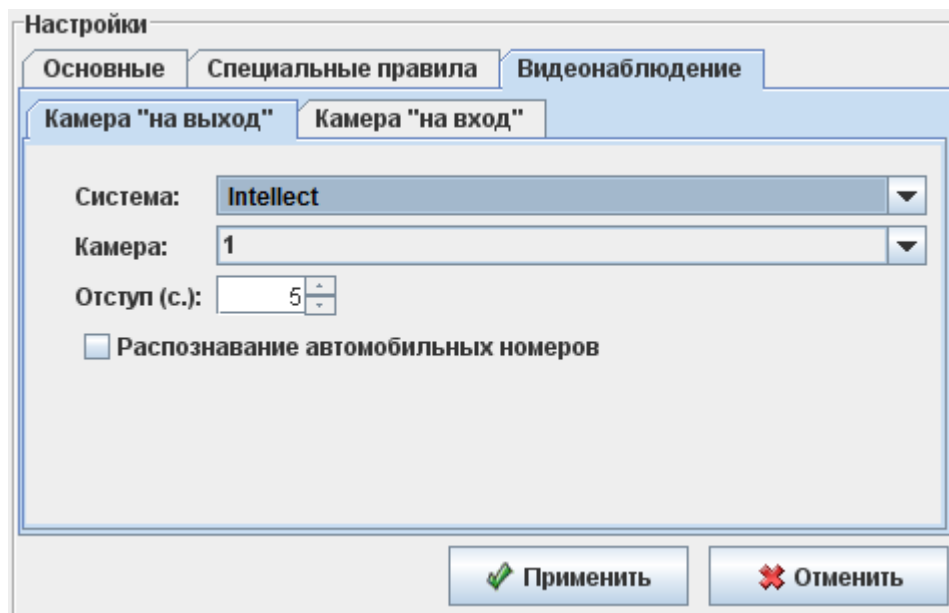 Настройки
Основные Специальные правила Видеонаблюдение
Камера "на выход" Камера "на вход"
Система: Intellect
Камера: 1
Отступ (с.): 5
Распознавание автомобильных номеров
Применить Отменить